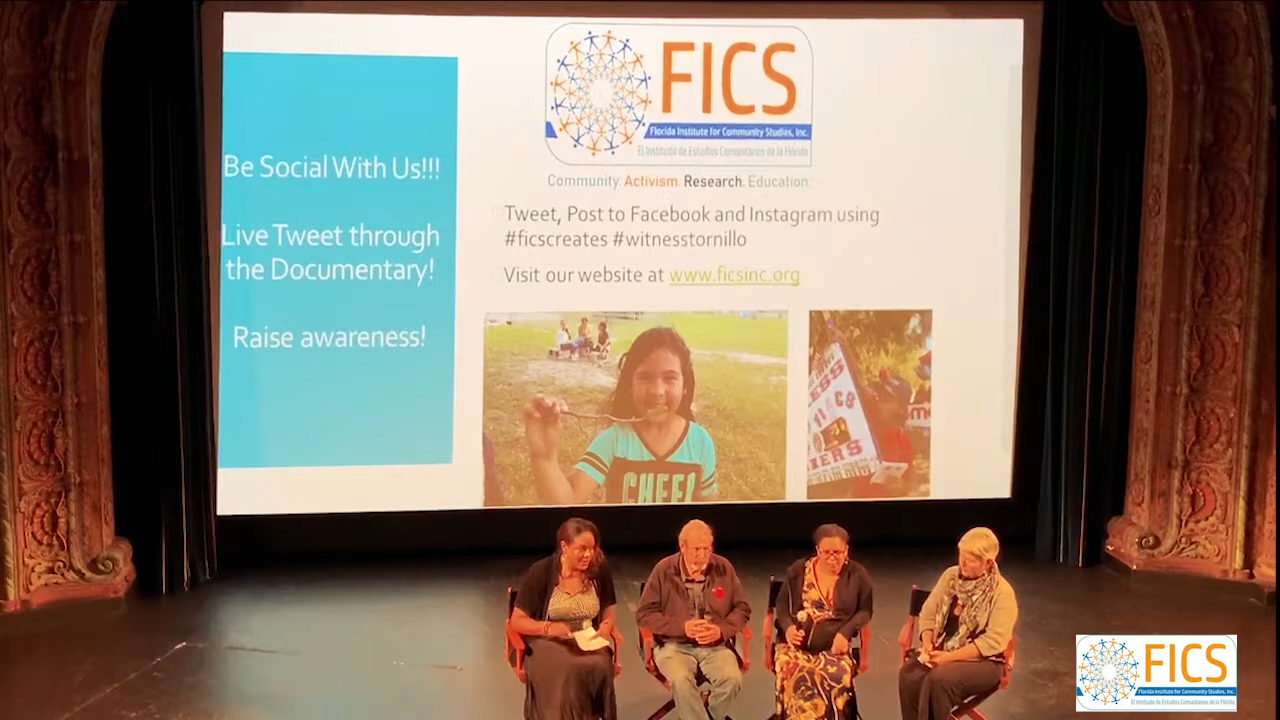 Be Social With Us!!!
Live Tweet through
the Documentary!
Raise awareness!
FICS
Florida Institute for Community Studies, Inc.
El Instituto de Estudios Comunitarios de la Flórida
Community. Activism. Research. Education.
Tweet, Post to Facebook and Instagram using
#ficscreates #witnesstornillo
Visit our website at www.ficsinc.org
CHEE
FICS
Florida Institute for Community Studies, Inc.
El Instituto de Estudios Comunitarios de la Flórida